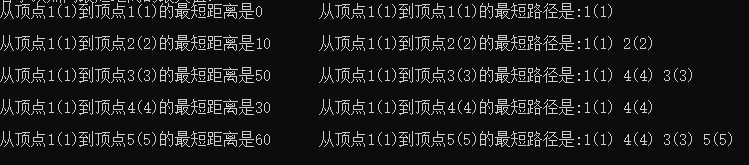 从顶点1(1)到顶点1(1)的最短距离是0 从顶点1(1)到顶点1(1)的最短路径是:1(1)
从顶点1(1)到顶点2(2)的最短距离是10 从顶点1(1)到顶点2(2)的最短路径是:1(1) 2(2)
从顶点1(1)到顶点3(3)的最短距离是50 从顶点1(1)到顶点3(3)的最短路径是:1(1) 4(4) 3(3)
从顶点1(1)到顶点4(4)的最短距离是30 从顶点1(1)到顶点4(4)的最短路径是:1(1) 4(4)
从顶点1(1)到顶点5(5)的最短距离是60 从顶点1(1)到顶点5(5)的最短路径是:1(1) 4(4) 3(3) 5(5)